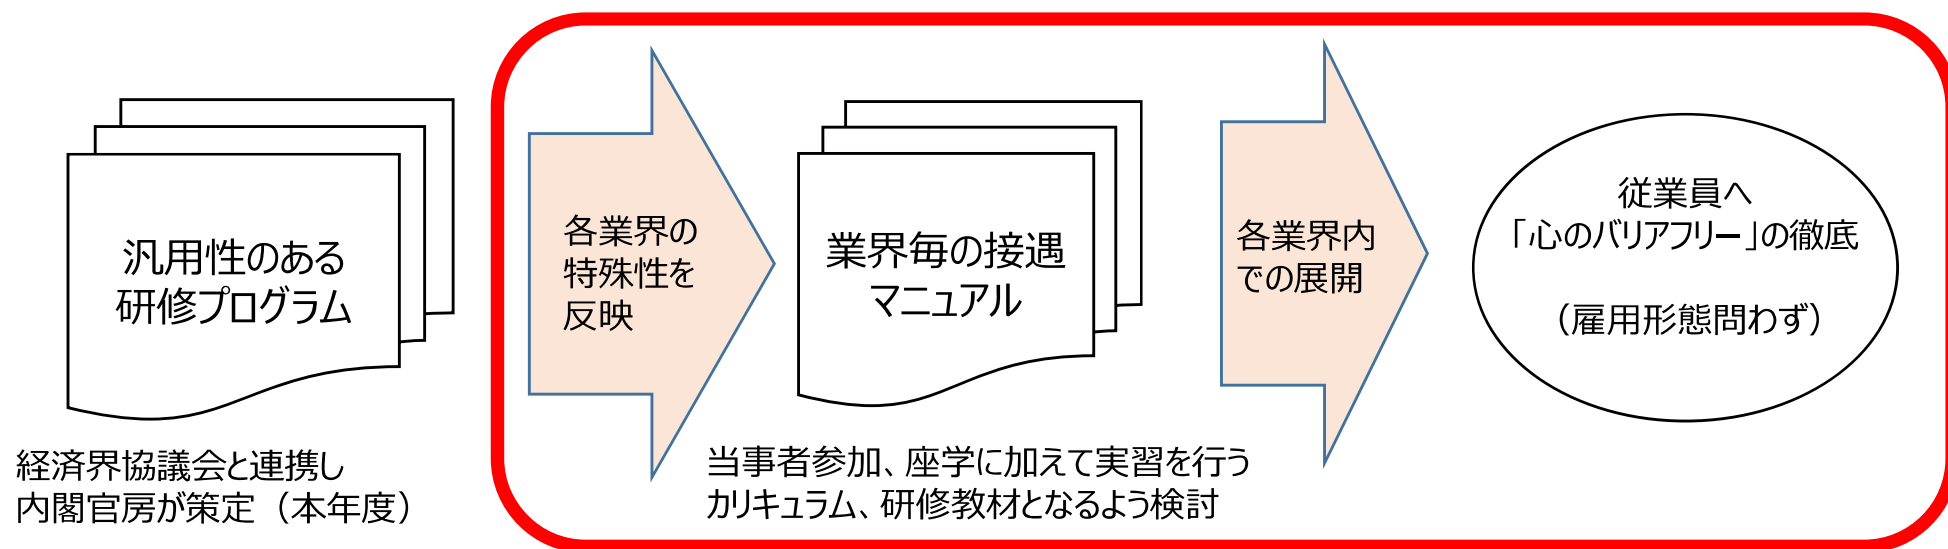 汎用性のある
研修プログラム
経済界協議会と連携し
内閣官房が策定（本年度）
各業界の
特殊性を
反映
業界毎の接遇
マニュアル
当事者参加、座学に加えて実習を行う
カリキュラム、研修教材となるよう検討
各業界内
での展開
従業員へ
「心のバリアフリー」の徹底
（雇用形態問わず）